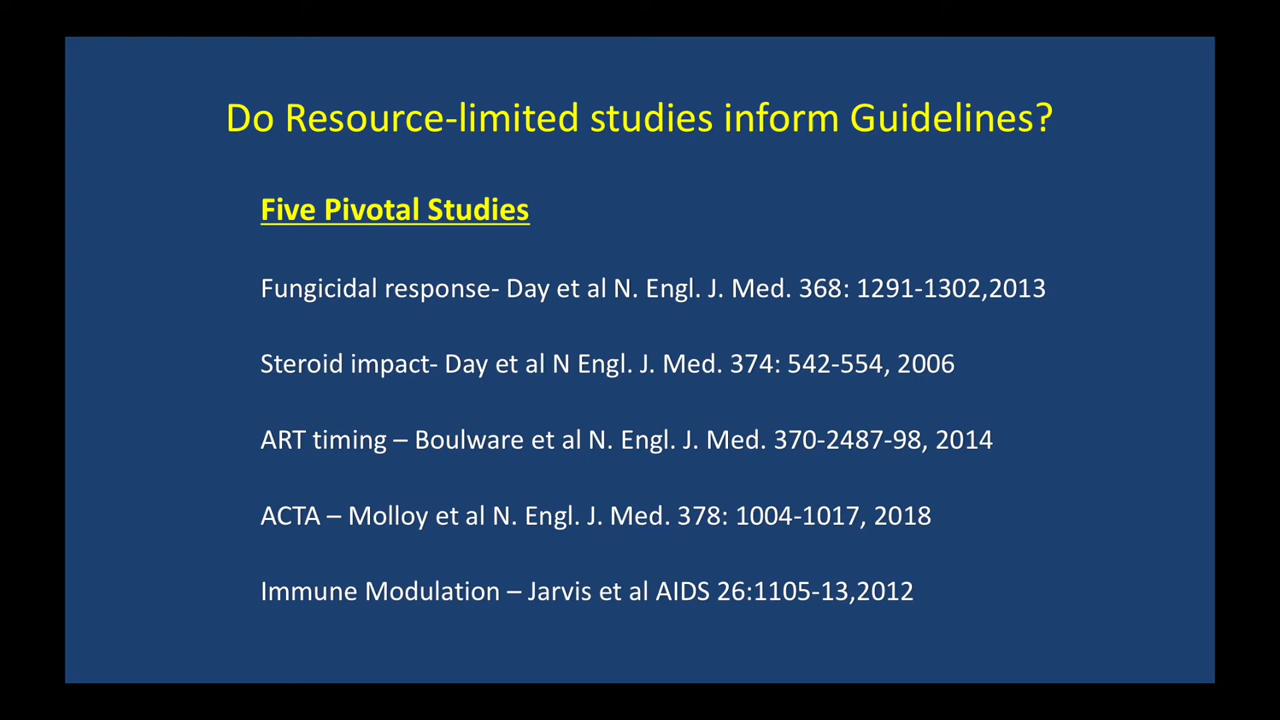 Do Resource-limited studies inform Guidelines?
Five Pivotal Studies
Fungicidal response- Day et al N. Engl. J. Med. 368: 1291-1302,2013
Steroid impact- Day et al N Engl. J. Med. 374: 542-554, 2006
ART timing – Boulware et al N. Engl. J. Med. 370-2487-98, 2014
ACTA – Molloy et al N. Engl. J. Med. 378: 1004-1017, 2018
Immune Modulation – Jarvis et al AIDS 26:1105-13,2012